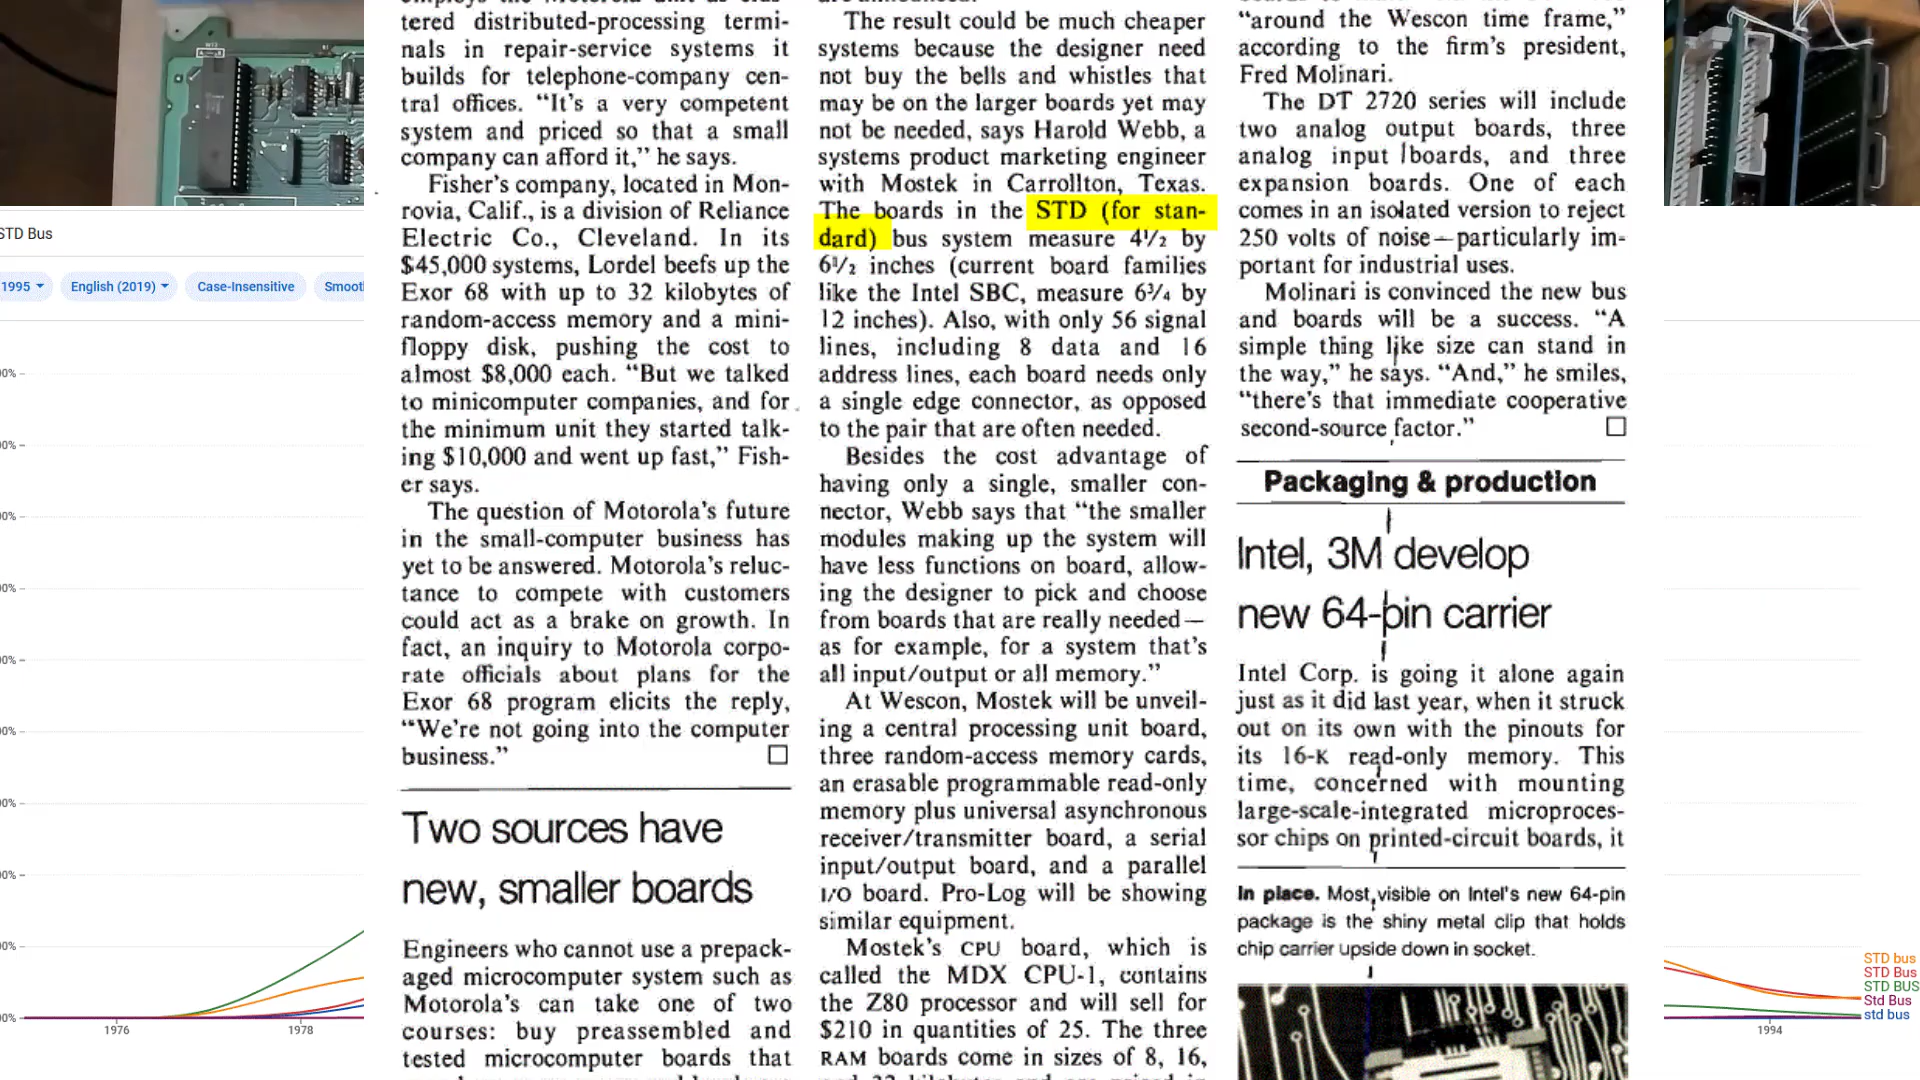 STD Bus
1995
English (2019)
Case-Insensitive
1976
1978
tered distributed-processing termi-
nals in repair-service systems it
builds for telephone-company cen-
tral offices. “It's a very competent
system and priced so that a small
company can afford it,” he says.
Fisher's company, located in Mon-
rovia, Calif., is a division of Reliance
Electric Co., Cleveland. In its
$45,000 systems, Lordel beefs up the
Exor 68 with up to 32 kilobytes of
random-access memory and a mini-
floppy disk, pushing the cost to
almost $8,000 each. “But we talked
to minicomputer companies, and for
the minimum unit they started talk-
ing $10,000 and went up fast,” Fish-
er says.
The question of Motorola's future
in the small-computer business has
yet to be answered. Motorola's reluc-
tance to compete with customers
could act as a brake on growth. In
fact, an inquiry to Motorola corpo-
rate officials about plans for the
Exor 68 program elicits the reply,
“We're not going into the computer
business.”
Two sources have
new, smaller boards
Engineers who cannot use a prepack-
aged microcomputer system such as
Motorola's can take one of two
courses: buy preassembled and
tested microcomputer boards that
The result could be much cheaper
systems because the designer need
not buy the bells and whistles that
may be on the larger boards yet may
not be needed, says Harold Webb, a
systems product marketing engineer
with Mostek in Carrollton, Texas.
The boards in the STD (for stan-
dard) bus system measure 4½ by
6½ inches (current board families
like the Intel SBC, measure 6¾ by
12 inches). Also, with only 56 signal
lines, including 8 data and 16
address lines, each board needs only
a single edge connector, as opposed
to the pair that are often needed.
Besides the cost advantage of
having only a single, smaller con-
nector, Webb says that “the smaller
modules making up the system will
have less functions on board, allow-
ing the designer to pick and choose
from boards that are really needed—
as for example, for a system that's
all input/output or all memory.”
At Wescon, Mostek will be unveil-
ing a central processing unit board,
three random-access memory cards,
an erasable programmable read-only
memory plus universal asynchronous
receiver/transmitter board, a serial
input/output board, and a parallel
I/O board. Pro-Log will be showing
similar equipment.
Mostek's CPU board, which is
called the MDX CPU-1, contains
the Z80 processor and will sell for
$210 in quantities of 25. The three
RAM boards come in sizes of 8, 16,
“around the Wescon time frame,”
according to the firm's president,
Fred Molinari.
The DT 2720 series will include
two analog output boards, three
analog input boards, and three
expansion boards. One of each
comes in an isolated version to reject
250 volts of noise—particularly im-
portant for industrial uses.
Molinari is convinced the new bus
and boards will be a success. “A
simple thing like size can stand in
the way,” he says. “And,” he smiles,
“there's that immediate cooperative
second-source factor.”
Packaging & production
Intel, 3M develop
new 64-pin carrier
Intel Corp. is going it alone again
just as it did last year, when it struck
out on its own with the pinouts for
its 16-K read-only memory. This
time, concerned with mounting
large-scale-integrated microproces-
sor chips on printed-circuit boards, it
In place. Most visible on Intel's new 64-pin
package is the shiny metal clip that holds
chip carrier upside down in socket.
STD bus
STD Bus
STD BUS
Std Bus
std bus
1994